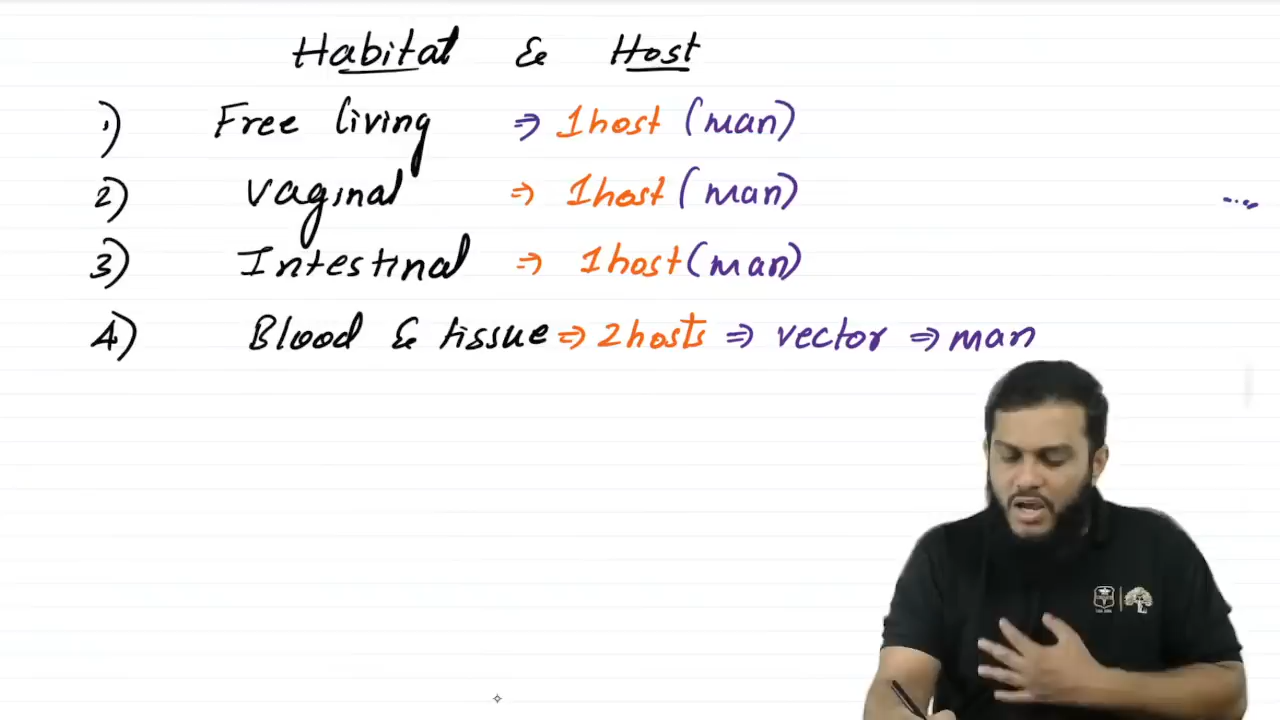 Habitat & Host
1) Free living ⇒ 1host (man)
2) Vaginal ⇒ 1host (man)
3) Intestinal ⇒ 1host (man)
4) Blood & tissue ⇒ 2hosts ⇒ vector ⇒ man